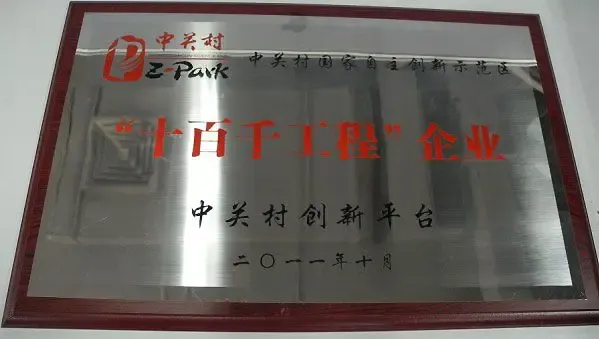 中关村
Z-Park
中关村国家自主创新示范区
“十百千工程”企业
中关村创新平台
二〇一一年十月